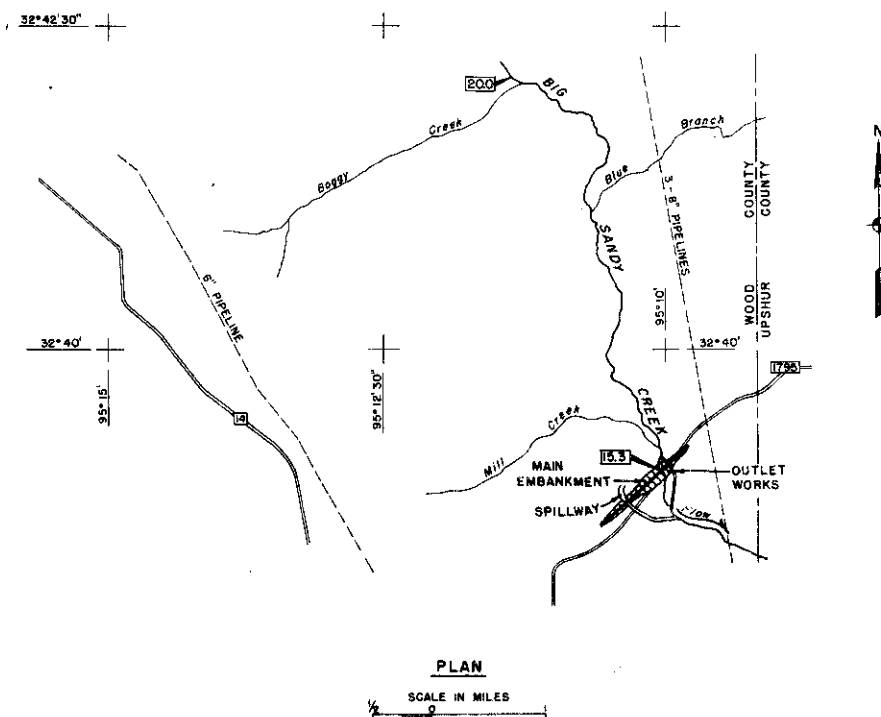 32°42'30"
20.0
BIG
Creek
Boggy
Branch
Blue
N
COUNTY
COUNTY
WOOD
UPSHUR
3 - 8" PIPELINES
SANDY
6" PIPELINE
95°10'
32°40'
32°40'
95°15'
95°12'30"
14
1795
CREEK
Creek
Mill
15.3
MAIN
EMBANKMENT
SPILLWAY
OUTLET
WORKS
Flow
PLAN
SCALE IN MILES
1/2 0